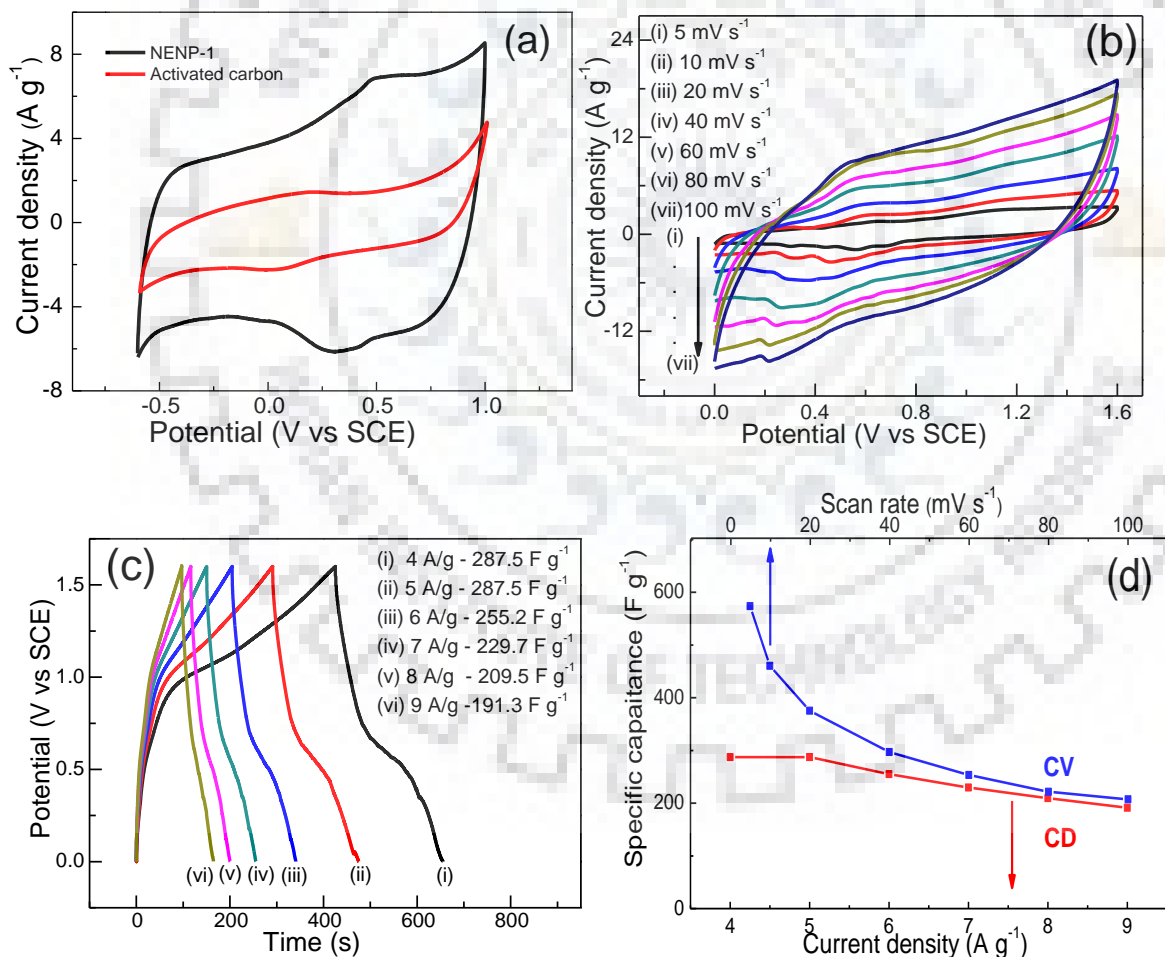 (a)
NENP-1
Activated carbon
Current density (A g⁻¹)
8
4
0
-4
-8
-0.5 0.0 0.5 1.0
Potential (V vs SCE)
(b)
(i) 5 mV s⁻¹
(ii) 10 mV s⁻¹
(iii) 20 mV s⁻¹
(iv) 40 mV s⁻¹
(v) 60 mV s⁻¹
(vi) 80 mV s⁻¹
(vii)100 mV s⁻¹
(i)
(vii)
Current density (A g⁻¹)
24
12
0
-12
0.0 0.4 0.8 1.2 1.6
Potential (V vs SCE)
(c)
(i) 4 A/g - 287.5 F g⁻¹
(ii) 5 A/g - 287.5 F g⁻¹
(iii) 6 A/g - 255.2 F g⁻¹
(iv) 7 A/g - 229.7 F g⁻¹
(v) 8 A/g - 209.5 F g⁻¹
(vi) 9 A/g -191.3 F g⁻¹
Potential (V vs SCE)
1.5
1.0
0.5
0.0
(vi) (v) (iv) (iii) (ii) (i)
0 200 400 600 800
Time (s)
Scan rate (mV s⁻¹)
0 20 40 60 80 100
(d)
Specific capaitance (F g⁻¹)
600
400
200
0
CV
CD
4 5 6 7 8 9
Current density (A g⁻¹)